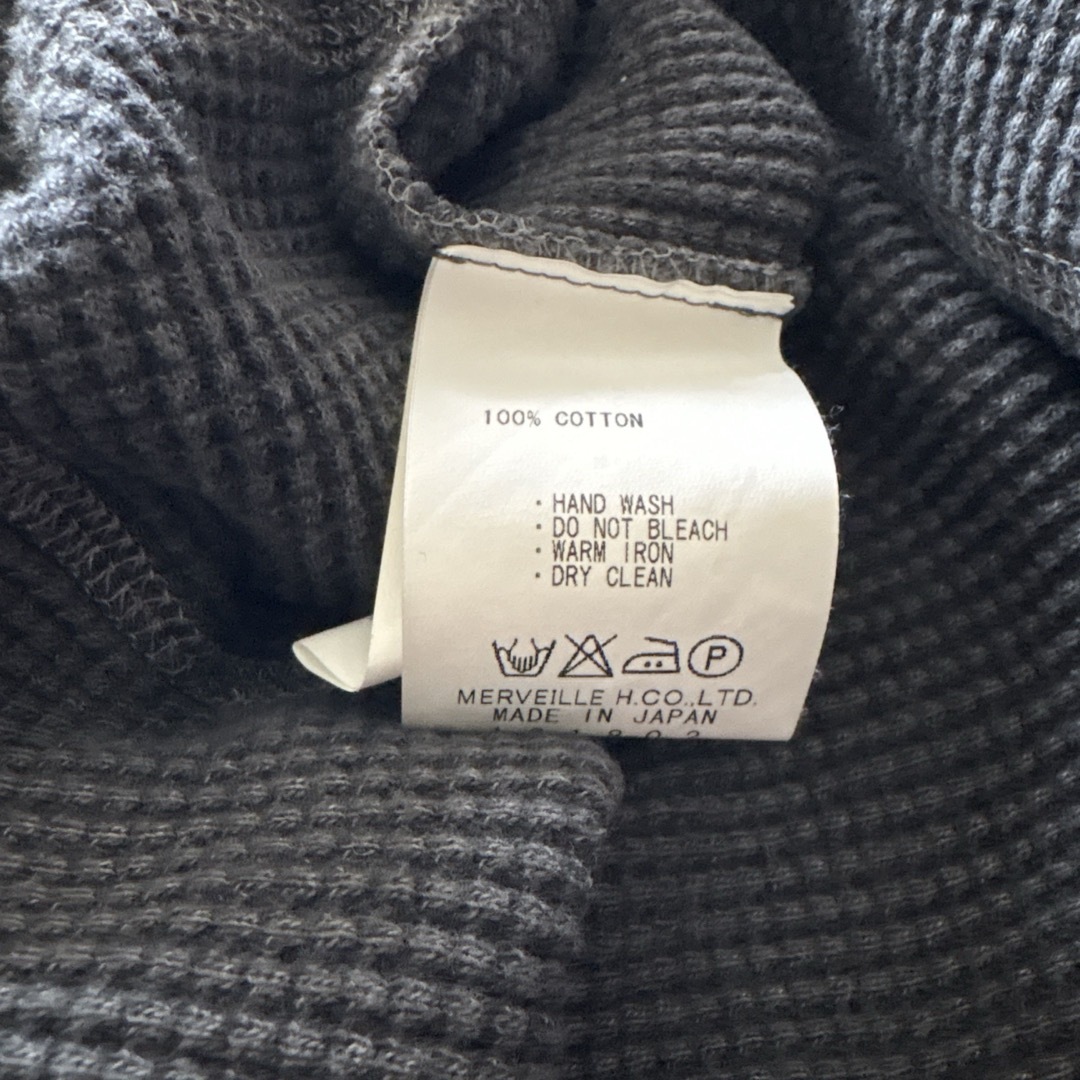 100% COTTON
・HAND WASH
・DO NOT BLEACH
・WARM IRON
・DRY CLEAN
P
MERVEILLE H.CO.,LTD.
MADE IN JAPAN